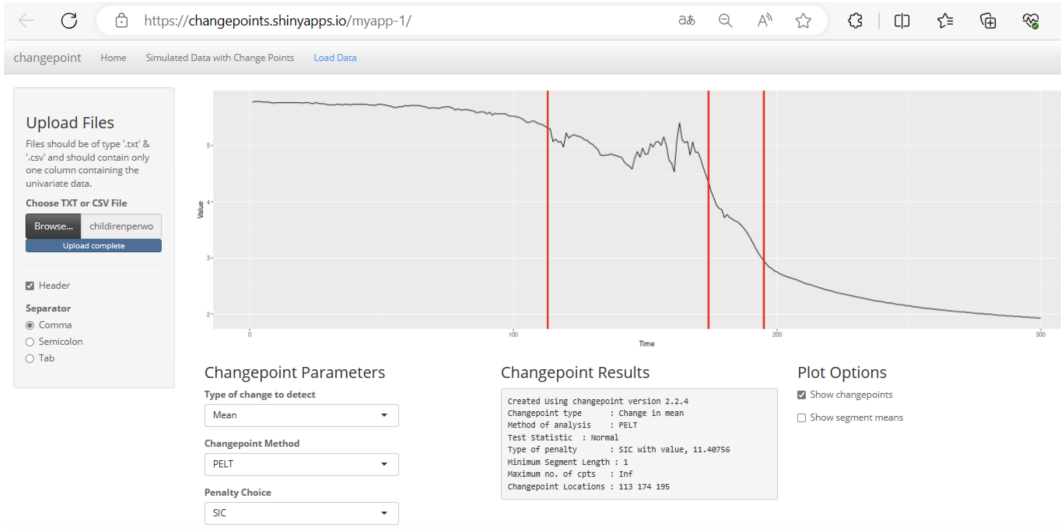 https://changepoints.shinyapps.io/myapp-1/
changepoint Home Simulated Data with Change Points Load Data
Upload Files
Files should be of type '.txt' &
'.csv' and should contain only
one column containing the
univariate data.
Choose TXT or CSV File
Browse... childirenperwo
Upload complete
Header
Separator
Comma
Semicolon
Tab
Value
5
4
3
2
0 100 200 300
Time
Changepoint Parameters
Type of change to detect
Mean
Changepoint Method
PELT
Penalty Choice
SIC
Changepoint Results
Created Using changepoint version 2.2.4
Changepoint type : Change in mean
Method of analysis : PELT
Test Statistic : Normal
Type of penalty : SIC with value, 11.40756
Minimum Segment Length : 1
Maximum no. of cpts : Inf
Changepoint Locations : 113 174 195
Plot Options
Show changepoints
Show segment means